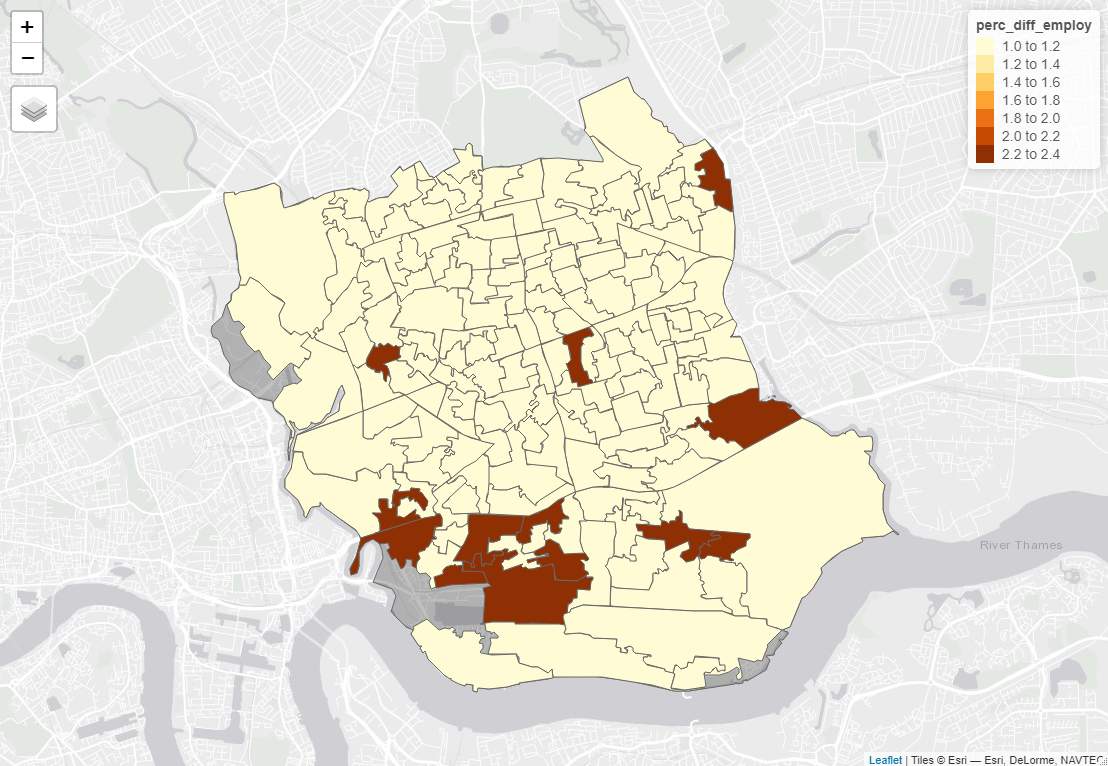 +
−
perc_diff_employ
1.0 to 1.2
1.2 to 1.4
1.4 to 1.6
1.6 to 1.8
1.8 to 2.0
2.0 to 2.2
2.2 to 2.4
River Thames
Leaflet | Tiles © Esri — Esri, DeLorme, NAVTEC